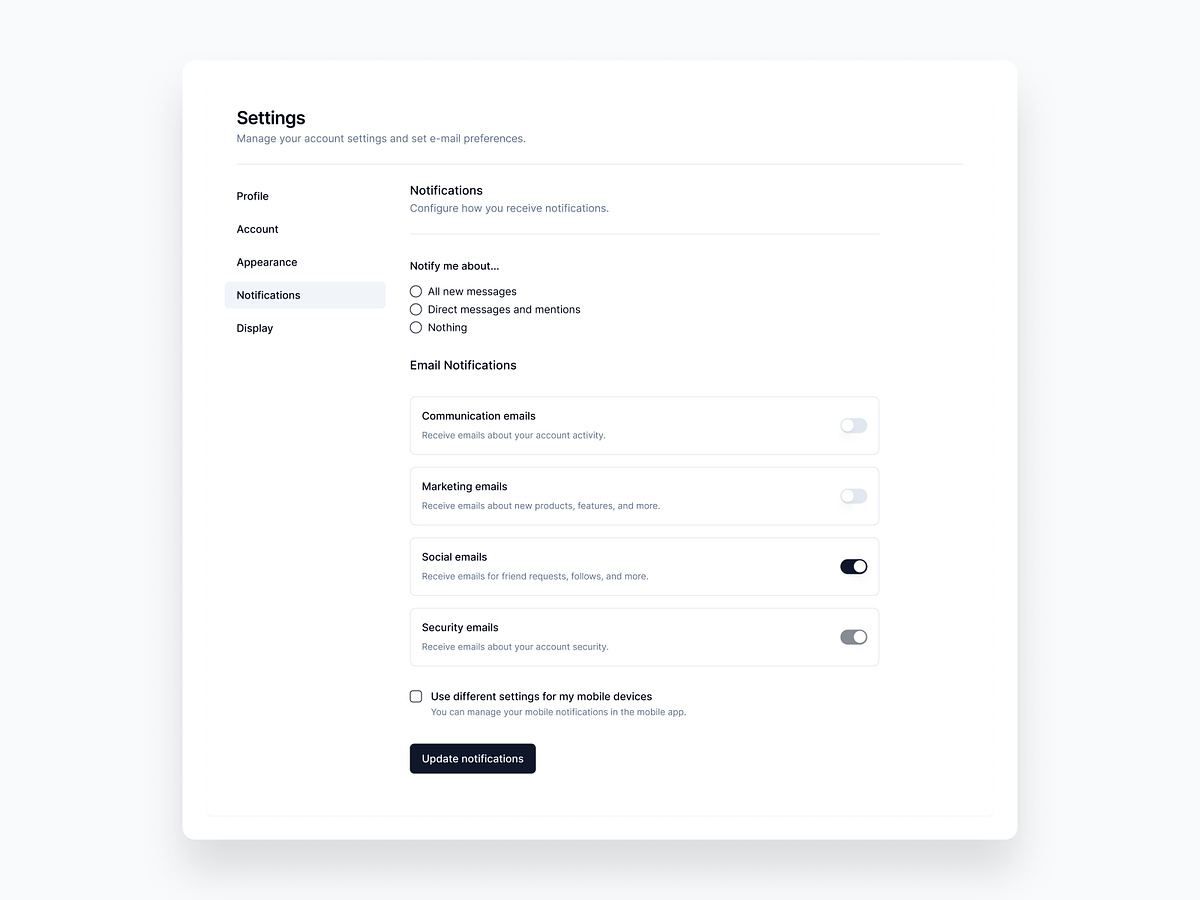 Settings
Manage your account settings and set e-mail preferences.
Profile
Account
Appearance
Notifications
Display
Notifications
Configure how you receive notifications.
Notify me about...
All new messages
Direct messages and mentions
Nothing
Email Notifications
Communication emails
Receive emails about your account activity.
Marketing emails
Receive emails about new products, features, and more.
Social emails
Receive emails for friend requests, follows, and more.
Security emails
Receive emails about your account security.
Use different settings for my mobile devices
You can manage your mobile notifications in the mobile app.
Update notifications